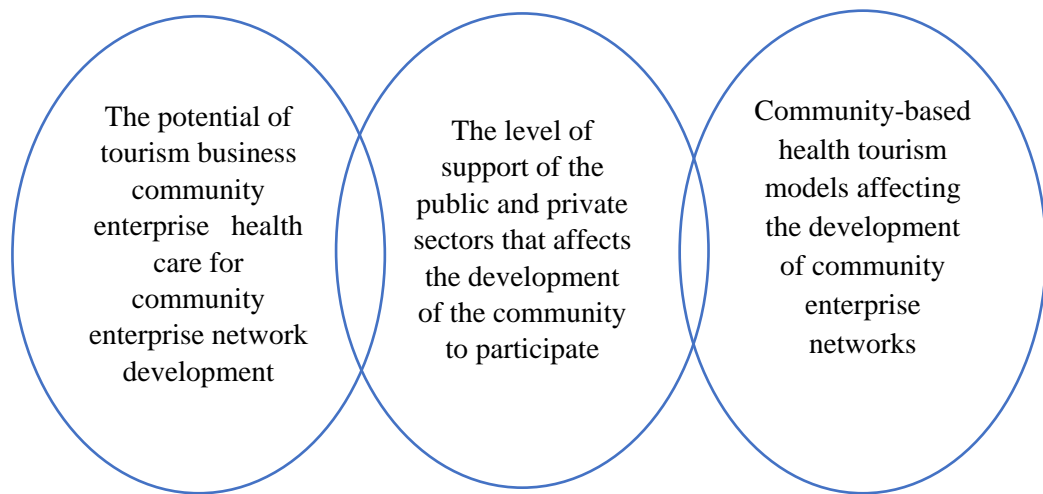 The potential of
tourism business
community
enterprise health
care for
community
enterprise network
development
The level of
support of the
public and private
sectors that affects
the development
of the community
to participate
Community-based
health tourism
models affecting
the development
of community
enterprise
networks